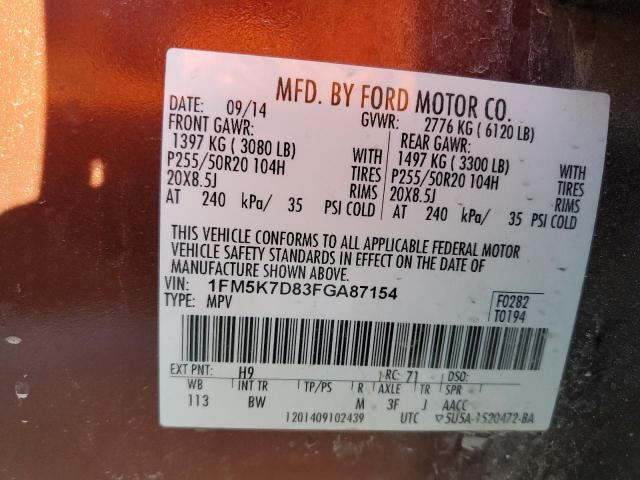 MFD. BY FORD MOTOR CO.
DATE: 09/14 GVWR: 2776 KG ( 6120 LB)
FRONT GAWR: REAR GAWR:
1397 KG ( 3080 LB) WITH 1497 KG ( 3300 LB) WITH
P255/50R20 104H TIRES P255/50R20 104H TIRES
20X8.5J RIMS 20X8.5J RIMS
AT 240 kPa/ 35 PSI COLD AT 240 kPa/ 35 PSI COLD
THIS VEHICLE CONFORMS TO ALL APPLICABLE FEDERAL MOTOR
VEHICLE SAFETY STANDARDS IN EFFECT ON THE DATE OF
MANUFACTURE SHOWN ABOVE.
VIN: 1FM5K7D83FGA87154
TYPE: MPV
F0282
T0194
EXT PNT: H9 RC: 71 DSO:
WB INT TR TP/PS R AXLE TR SPR
113 BW M 3F J AACC
1201409102439 UTC ▽5U5A-1520472-BA